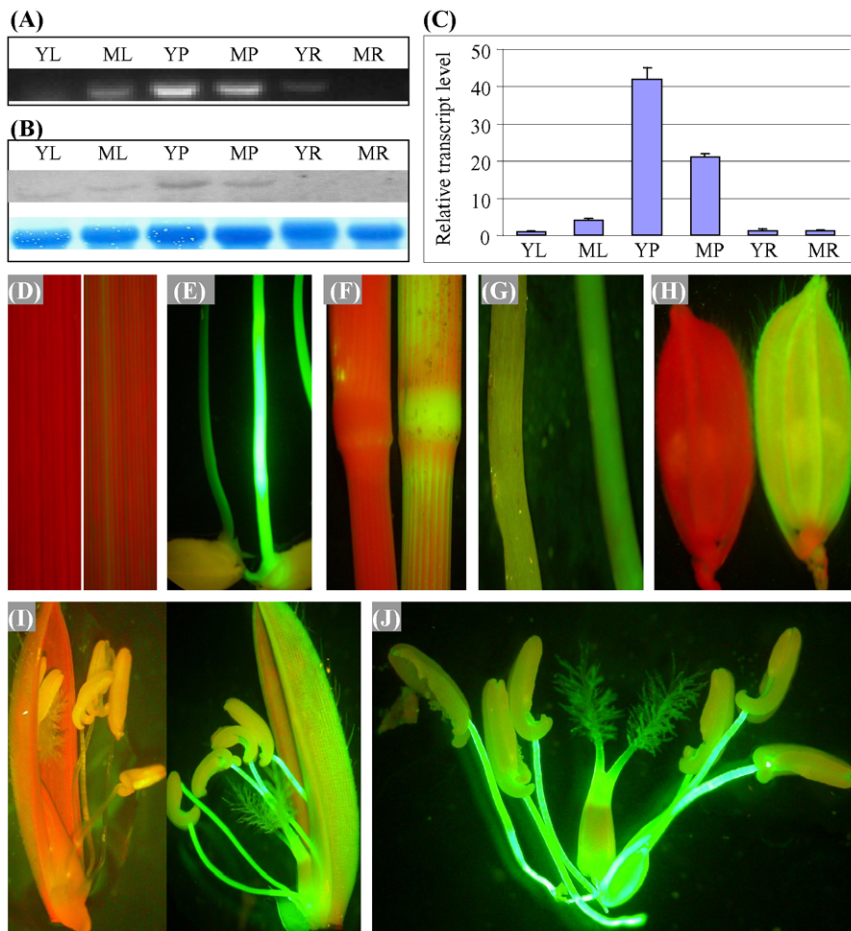 (A)
YL ML YP MP YR MR
(B)
YL ML YP MP YR MR
(C)
Relative transcript level
50
40
30
20
10
0
YL ML YP MP YR MR
(D)
(E)
(F)
(G)
(H)
(I)
(J)